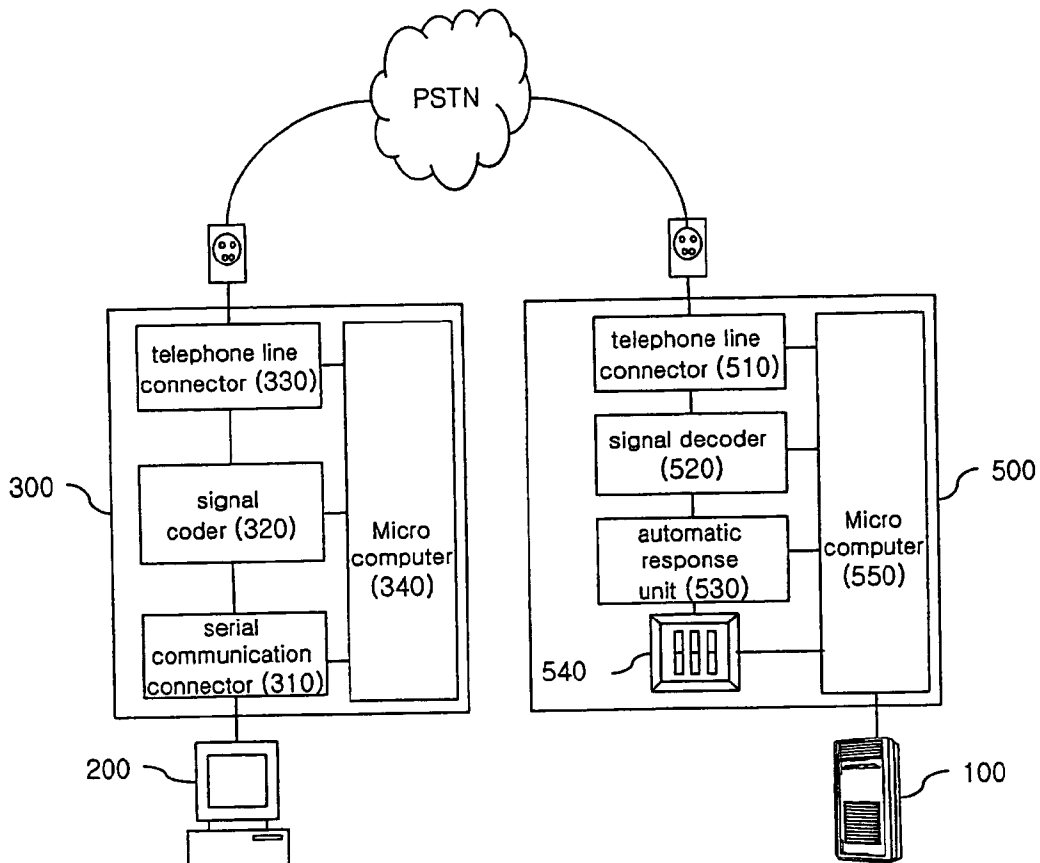 PSTN
telephone line
connector (330)
signal
coder (320)
serial
communication
connector (310)
Micro
computer
(340)
300
200
telephone line
connector (510)
signal decoder
(520)
automatic
response
unit (530)
540
Micro
computer
(550)
500
100